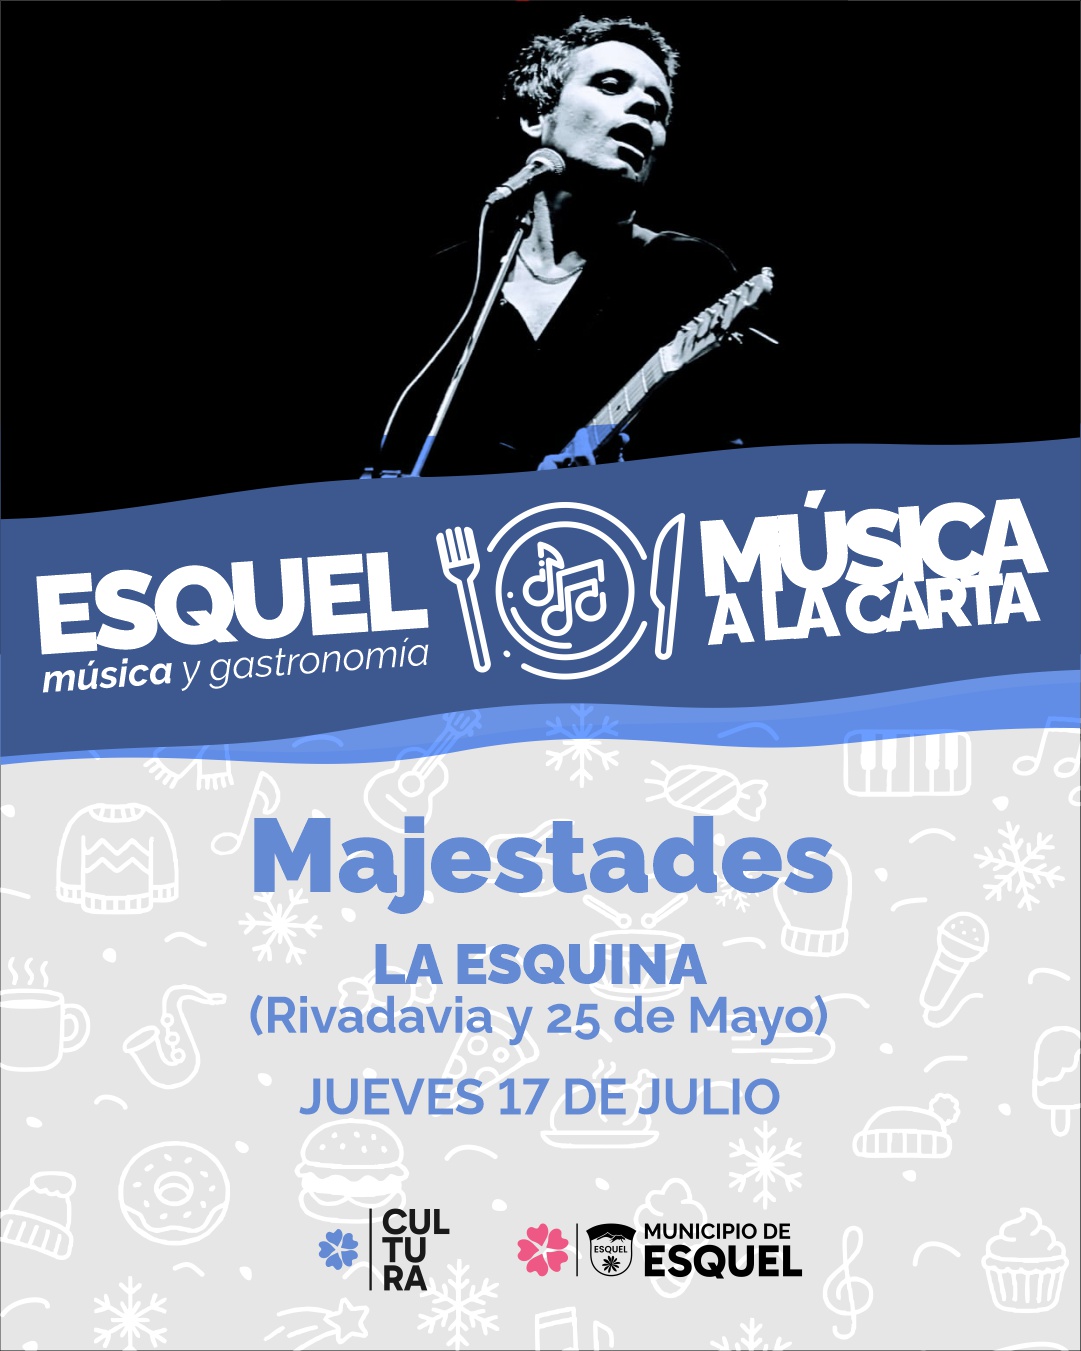 ESQUEL
música y gastronomía
MÚSICA
A LA CARTA
Majestades
LA ESQUINA
(Rivadavia y 25 de Mayo)
JUEVES 17 DE JULIO
CUL
TU
RA
ESQUEL
MUNICIPIO DE
ESQUEL